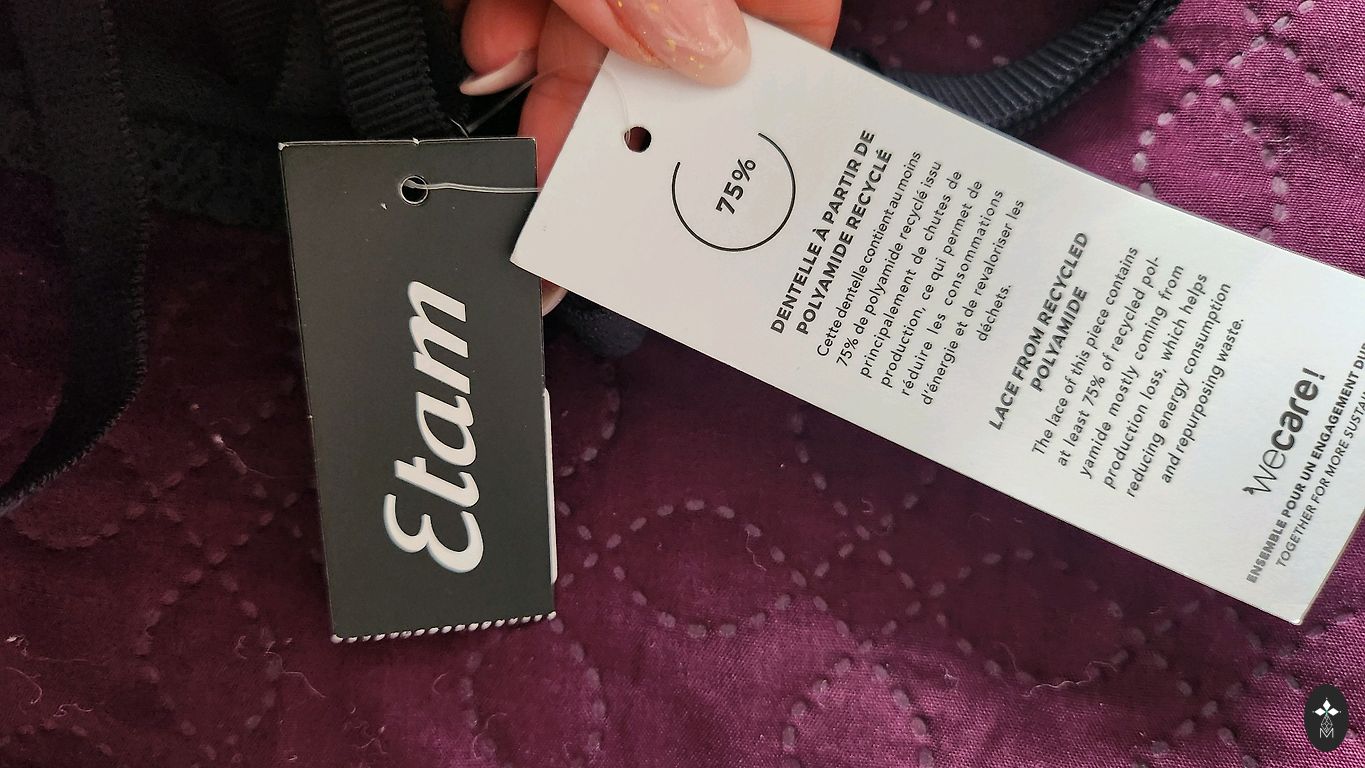 Etam
75%
DENTELLE À PARTIR DE
POLYAMIDE RECYCLÉ
Cette dentelle contient au moins
75% de polyamide recyclé issu
principalement de chutes de
production, ce qui permet de
réduire les consommations
d'énergie et de revaloriser les
déchets.
LACE FROM RECYCLED
POLYAMIDE
The lace of this piece contains
at least 75% of recycled pol-
yamide mostly coming from
production loss, which helps
reducing energy consumption
and repurposing waste.
Wecare!
ENSEMBLE POUR UN ENGAGEMENT
TOGETHER FOR MORE
M